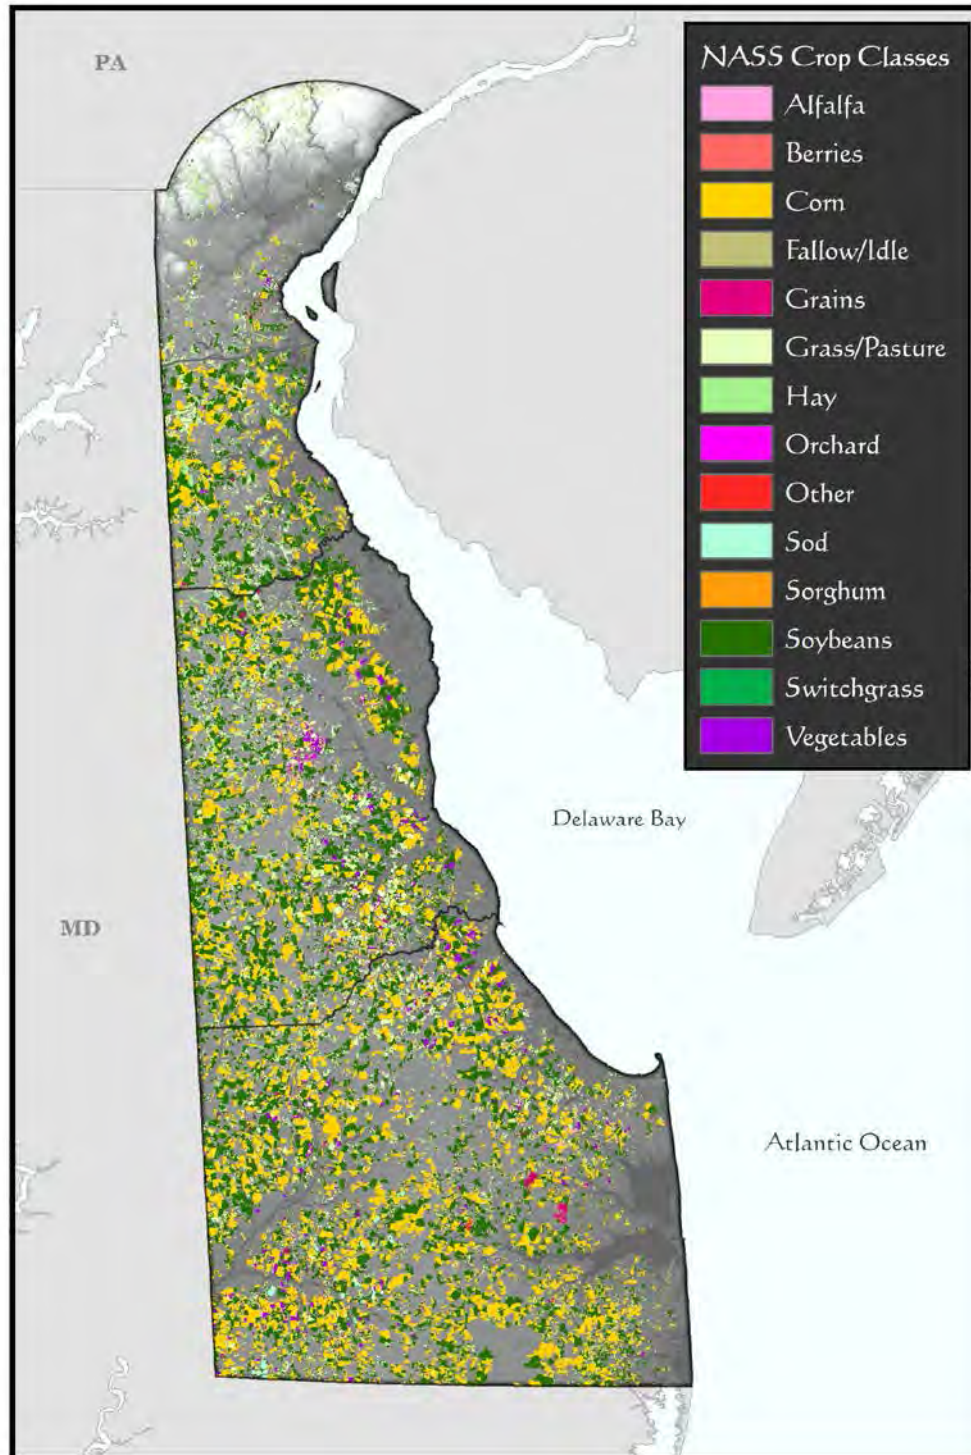 PA
NASS Crop Classes
Alfalfa
Berries
Corn
Fallow/Idle
Grains
Grass/Pasture
Hay
Orchard
Other
Sod
Sorghum
Soybeans
Switchgrass
Vegetables
Delaware Bay
MD
Atlantic Ocean